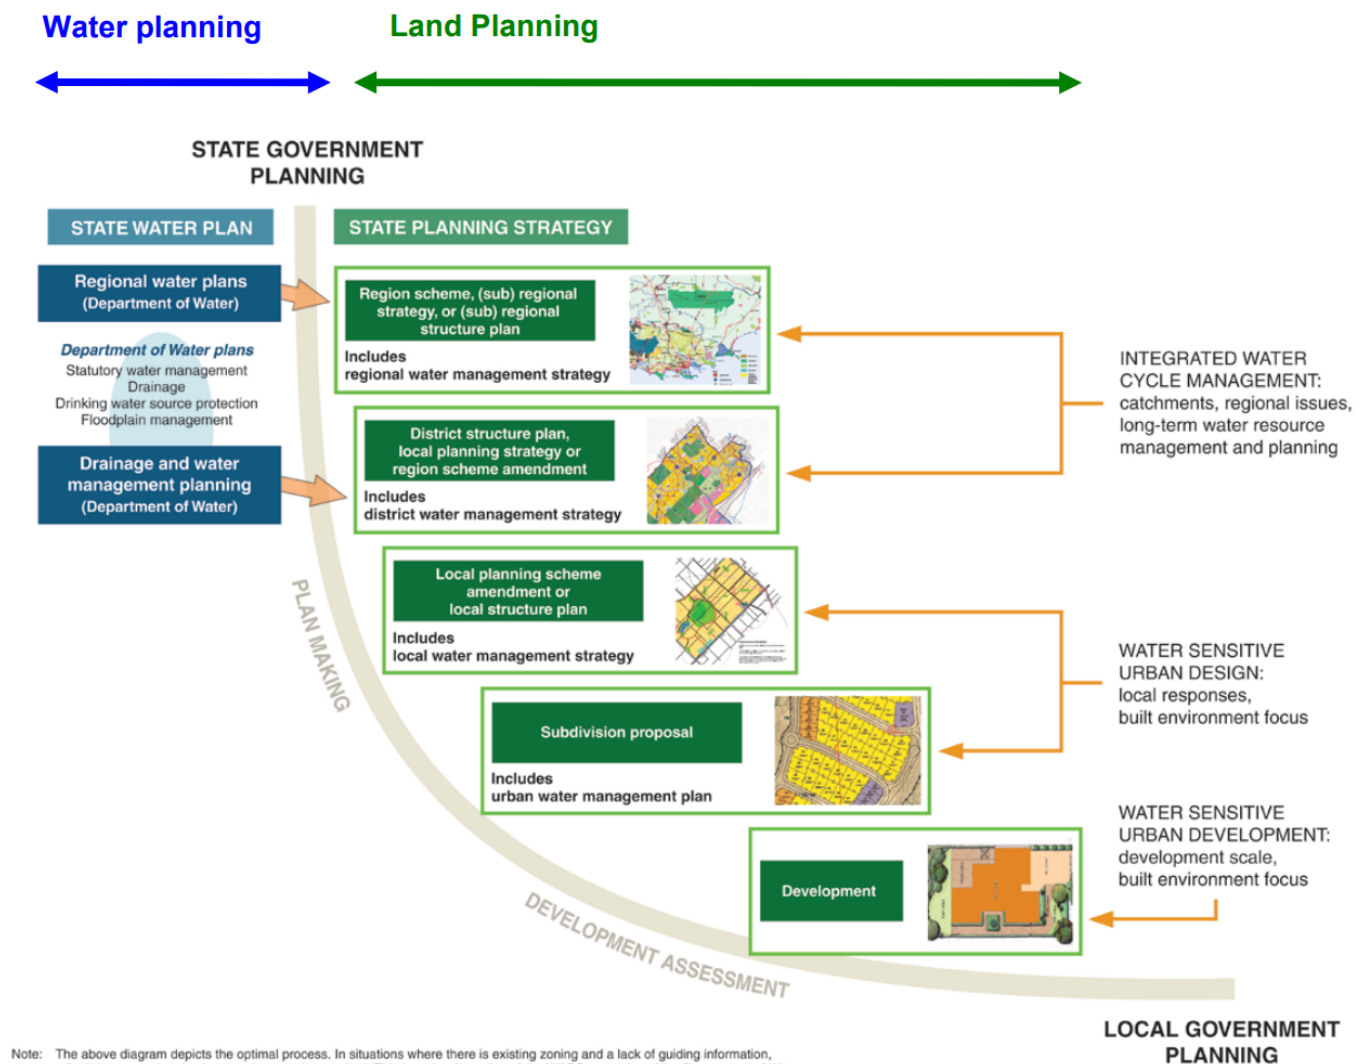 Water planning
Land Planning
STATE GOVERNMENT
PLANNING
STATE WATER PLAN
STATE PLANNING STRATEGY
Regional water plans
(Department of Water)
Department of Water plans
Statutory water management
Drainage
Drinking water source protection
Floodplain management
Drainage and water
management planning
(Department of Water)
Region scheme, (sub) regional
strategy, or (sub) regional
structure plan
Includes
regional water management strategy
District structure plan,
local planning strategy or
region scheme amendment
Includes
district water management strategy
Local planning scheme
amendment or
local structure plan
Includes
local water management strategy
Subdivision proposal
Includes
urban water management plan
Development
INTEGRATED WATER
CYCLE MANAGEMENT:
catchments, regional issues,
long-term water resource
management and planning
WATER SENSITIVE
URBAN DESIGN:
local responses,
built environment focus
WATER SENSITIVE
URBAN DEVELOPMENT:
development scale,
built environment focus
PLAN MAKING
DEVELOPMENT ASSESSMENT
LOCAL GOVERNMENT
PLANNING
Note: The above diagram depicts the optimal process. In situations where there is existing zoning and a lack of guiding information,